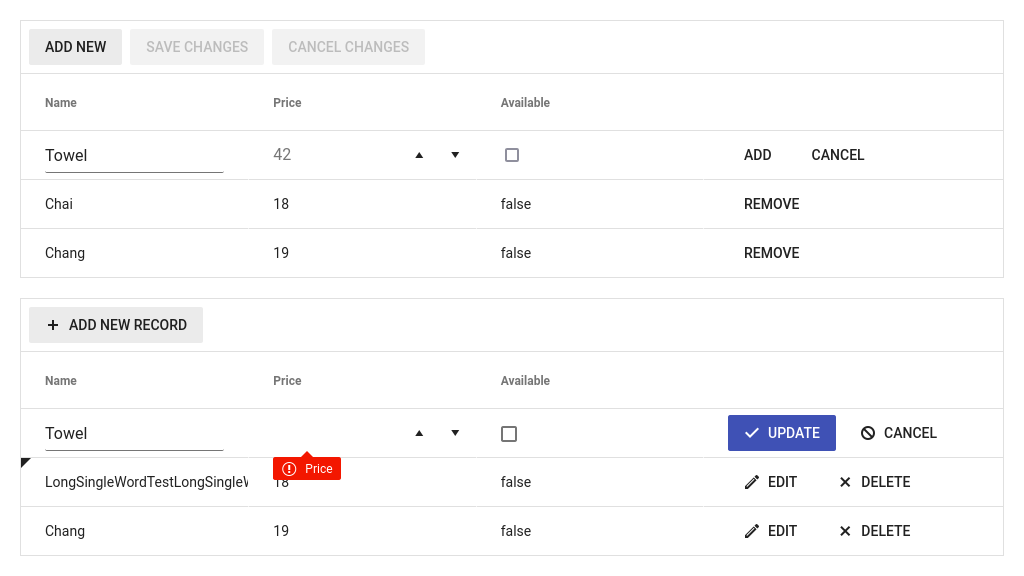 ADD NEW SAVE CHANGES CANCEL CHANGES
Name Price Available
Towel 42 ADD CANCEL
Chai 18 false REMOVE
Chang 19 false REMOVE
ADD NEW RECORD
Name Price Available
Towel UPDATE CANCEL
Price
LongSingleWordTestLongSingleW 18 false EDIT DELETE
Chang 19 false EDIT DELETE